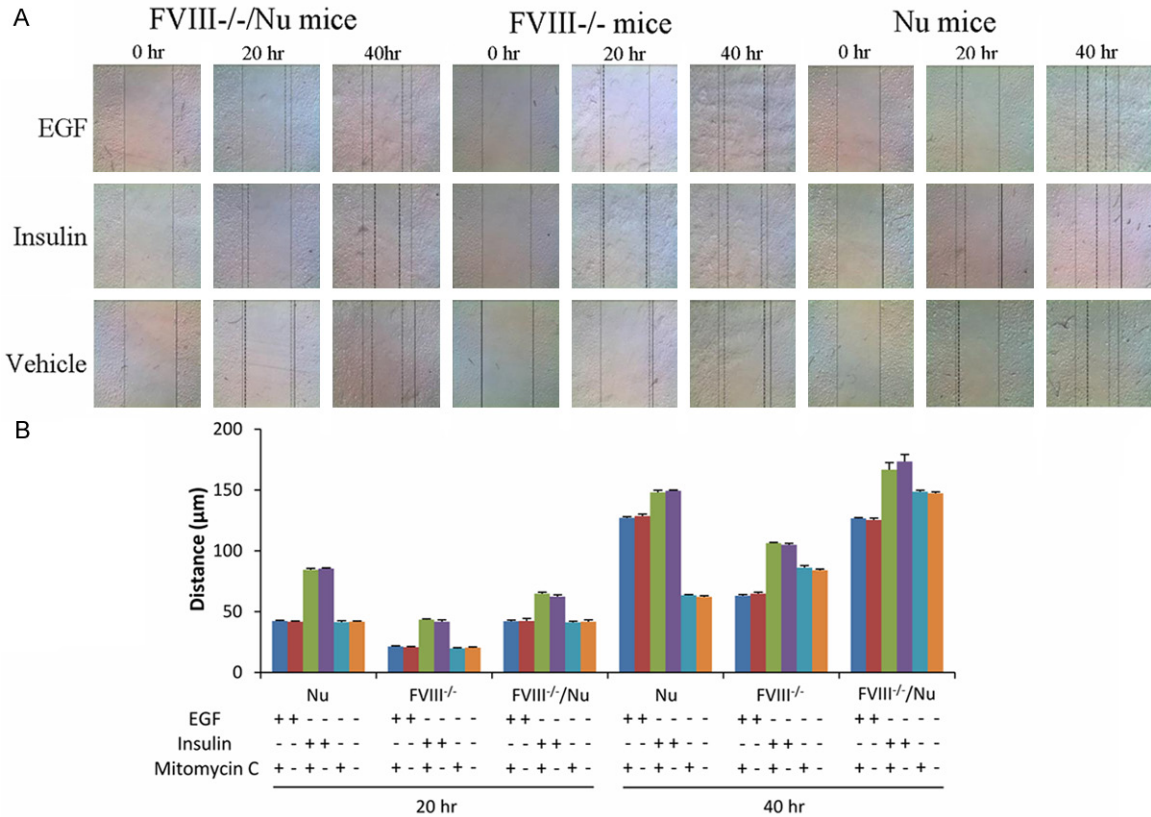 A
FVIII-/-/Nu mice FVIII-/- mice Nu mice
0 hr 20 hr 40hr 0 hr 20 hr 40 hr 0 hr 20 hr 40 hr
EGF
Insulin
Vehicle
B
200
150
100
50
0
Distance (µm)
Nu FVIII-/- FVIII-/-/Nu Nu FVIII-/- FVIII-/-/Nu
EGF ++ - - - - ++ - - - - ++ - - - - ++ - - - - ++ - - - - ++ - - - -
Insulin - - ++ - - - - ++ - - - - ++ - - - - ++ - - - - ++ - - - - ++ - -
Mitomycin C + - + - + - + - + - + - + - + - + - + - + - + - + - + - + - + - + - + -
20 hr 40 hr